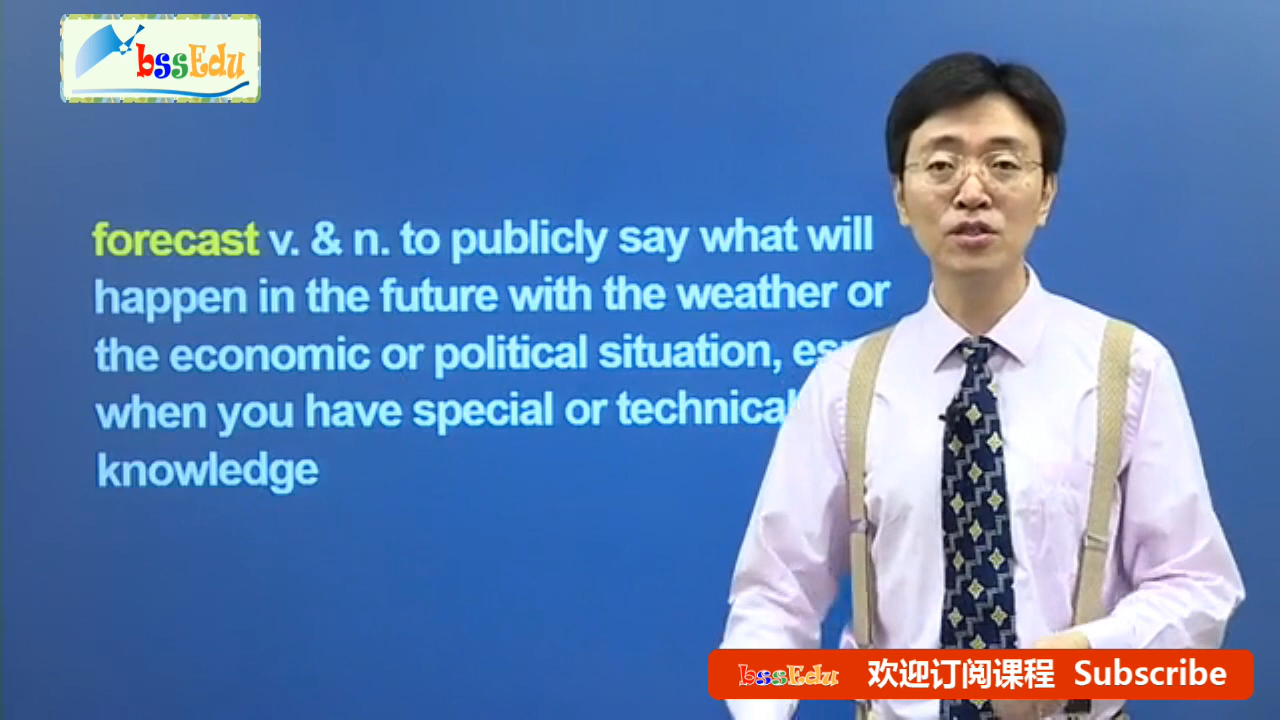 bssEdu
forecast v. & n. to publicly say what will
happen in the future with the weather or
the economic or political situation,
when you have special or technical
knowledge
bssEdu 欢迎订阅课程 Subscribe